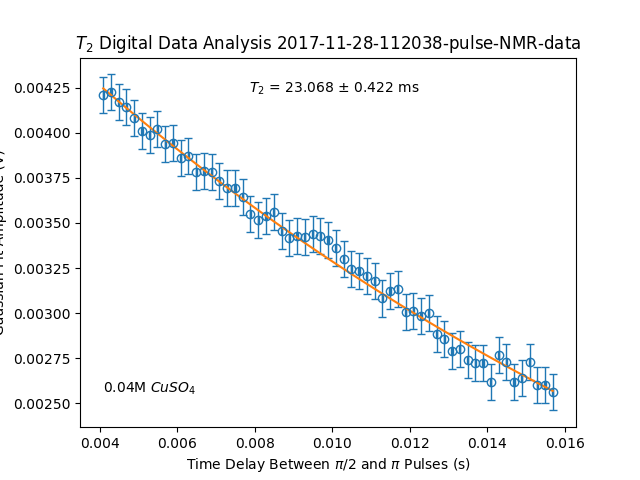 T₂ Digital Data Analysis 2017-11-28-112038-pulse-NMR-data
T₂ = 23.068 ± 0.422 ms
0.00425
0.00400
0.00375
0.00350
0.00325
0.00300
0.00275
0.00250
0.04M CuSO₄
0.004 0.006 0.008 0.010 0.012 0.014 0.016
Time Delay Between π/2 and π Pulses (s)